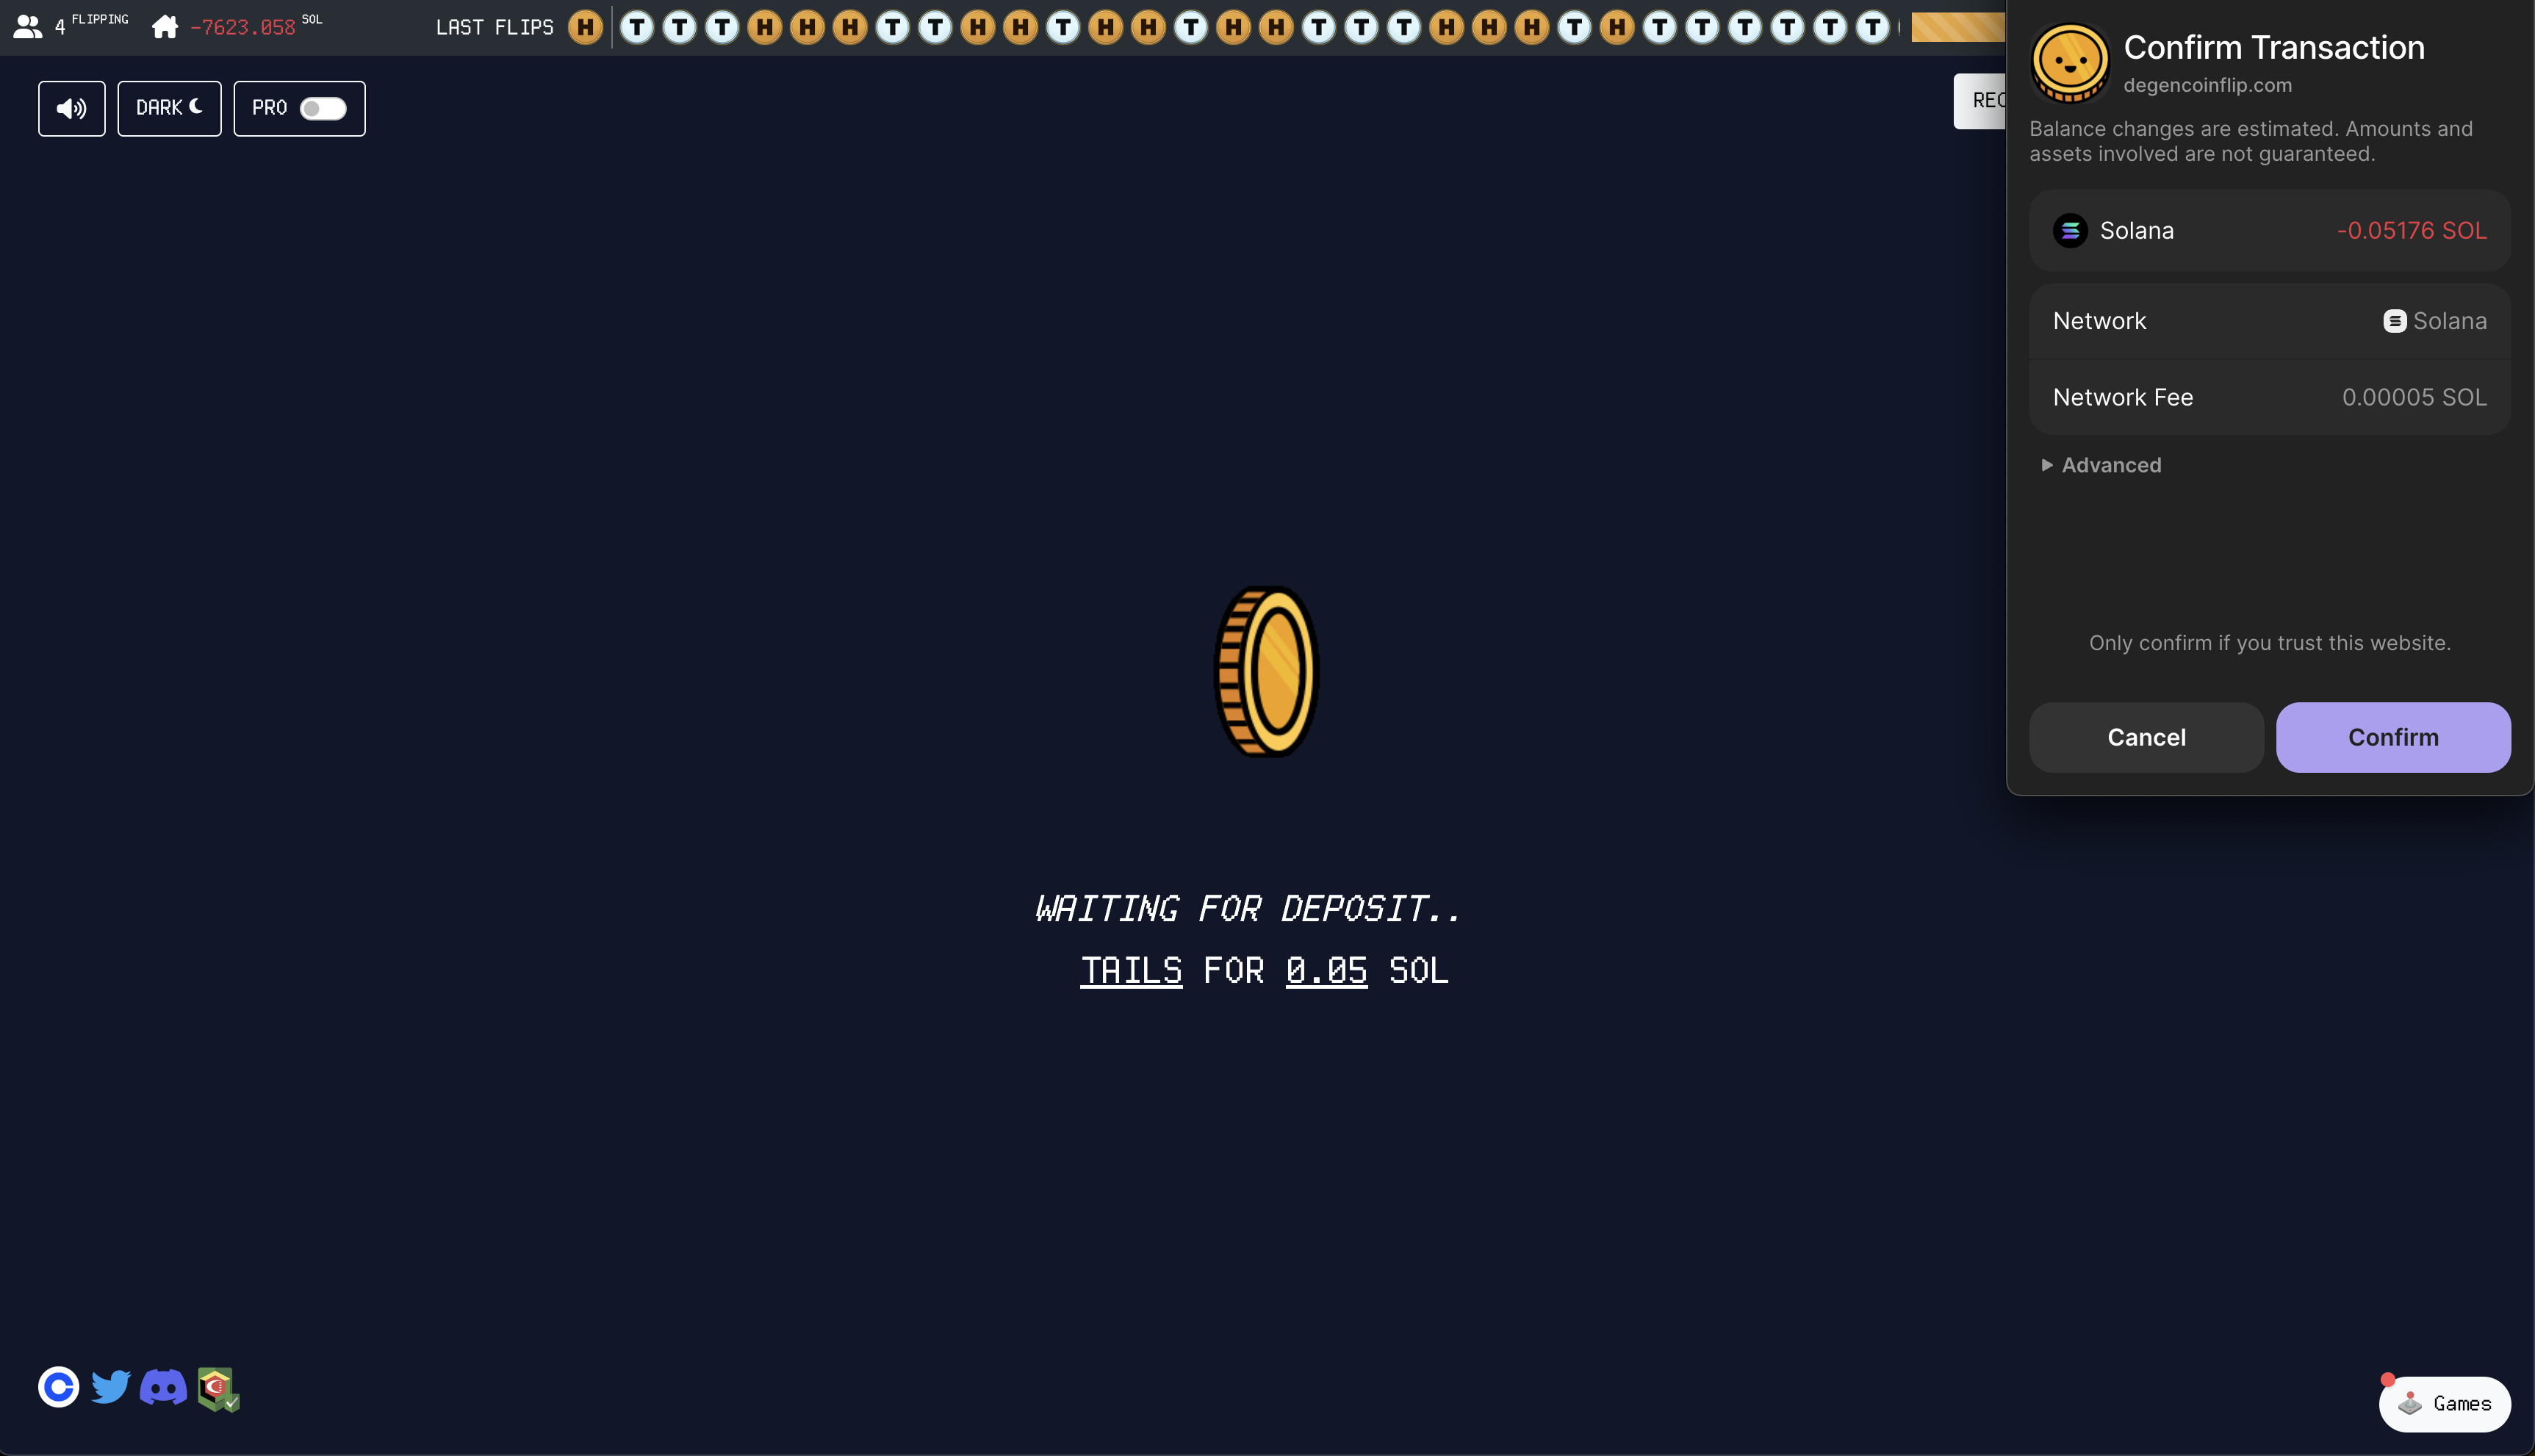 4 FLIPPING -7623.058 SOL LAST FLIPS H T T T H H H T T H H T H H T H H T T T H H H T H T T T T T T
DARK PRO
REC
WAITING FOR DEPOSIT..
TAILS FOR 0.05 SOL
Games
Confirm Transaction
degencoinflip.com
Balance changes are estimated. Amounts and
assets involved are not guaranteed.
Solana -0.05176 SOL
Network Solana
Network Fee 0.00005 SOL
Advanced
Only confirm if you trust this website.
Cancel Confirm